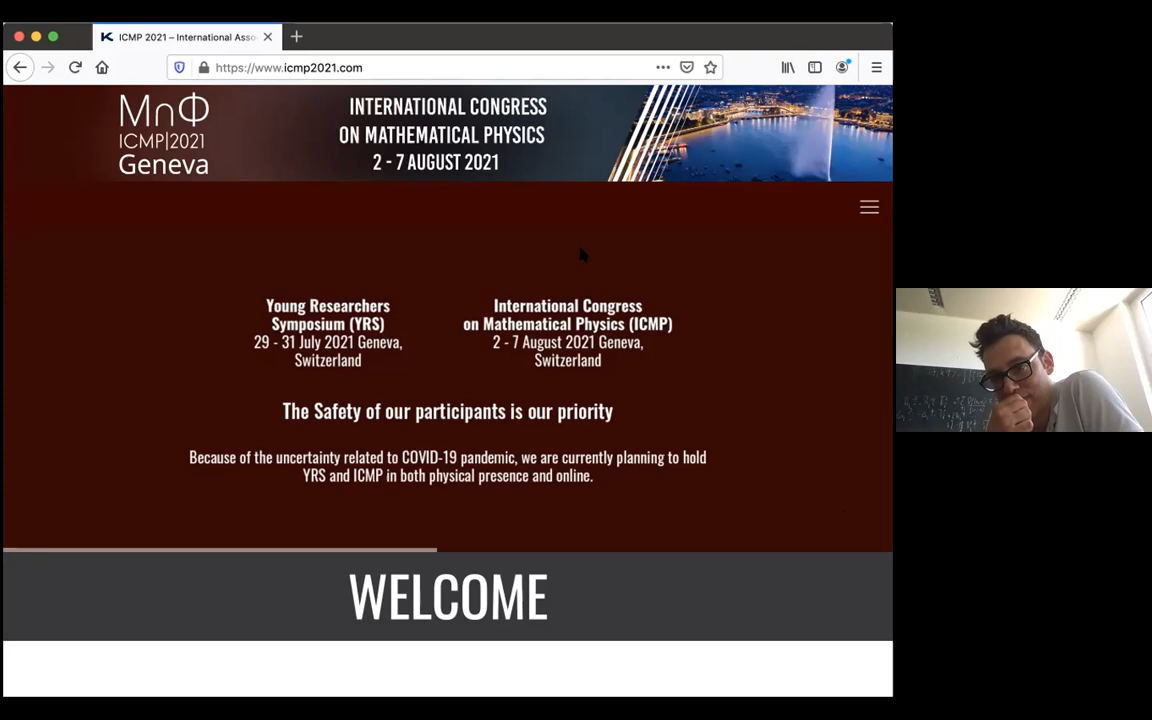 ICMP 2021 – International Asso
https://www.icmp2021.com
MnΦ
ICMP|2021
Geneva
INTERNATIONAL CONGRESS
ON MATHEMATICAL PHYSICS
2 - 7 AUGUST 2021
Young Researchers
Symposium (YRS)
29 - 31 July 2021 Geneva,
Switzerland
International Congress
on Mathematical Physics (ICMP)
2 - 7 August 2021 Geneva,
Switzerland
The Safety of our participants is our priority
Because of the uncertainty related to COVID-19 pandemic, we are currently planning to hold
YRS and ICMP in both physical presence and online.
WELCOME